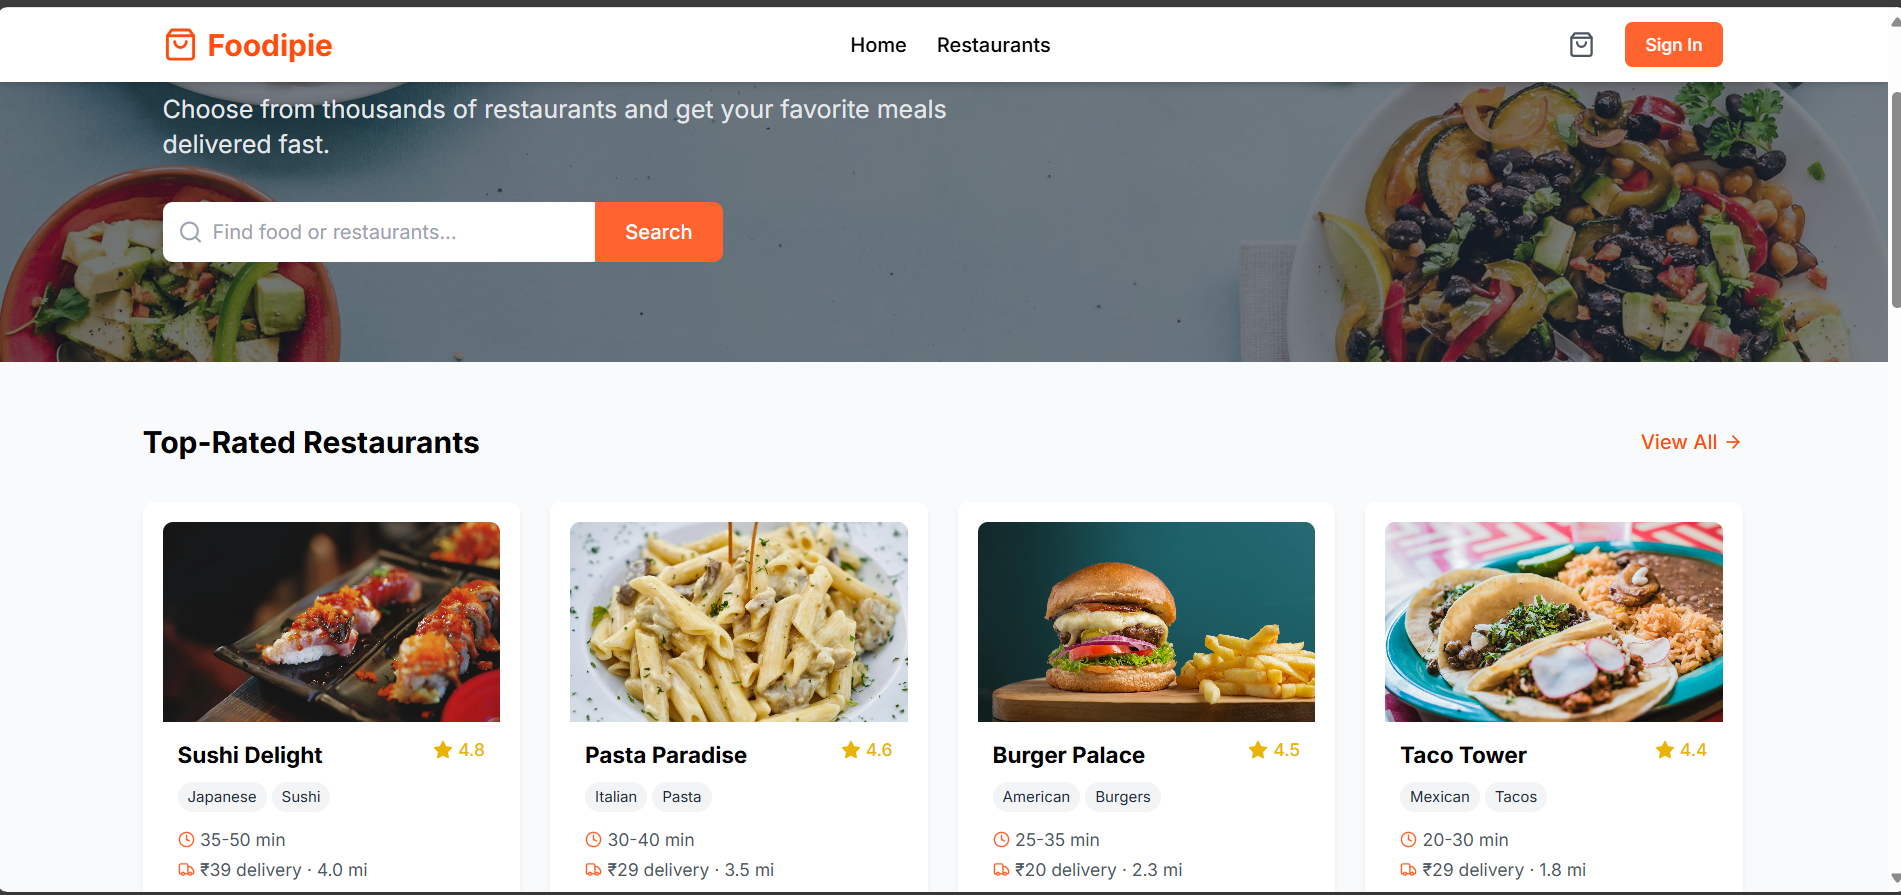 Foodipie
Home
Restaurants
Sign In
Choose from thousands of restaurants and get your favorite meals
delivered fast.
Find food or restaurants...
Search
Top-Rated Restaurants
View All →
Sushi Delight
4.8
Japanese
Sushi
35-50 min
₹39 delivery · 4.0 mi
Pasta Paradise
4.6
Italian
Pasta
30-40 min
₹29 delivery · 3.5 mi
Burger Palace
4.5
American
Burgers
25-35 min
₹20 delivery · 2.3 mi
Taco Tower
4.4
Mexican
Tacos
20-30 min
₹29 delivery · 1.8 mi